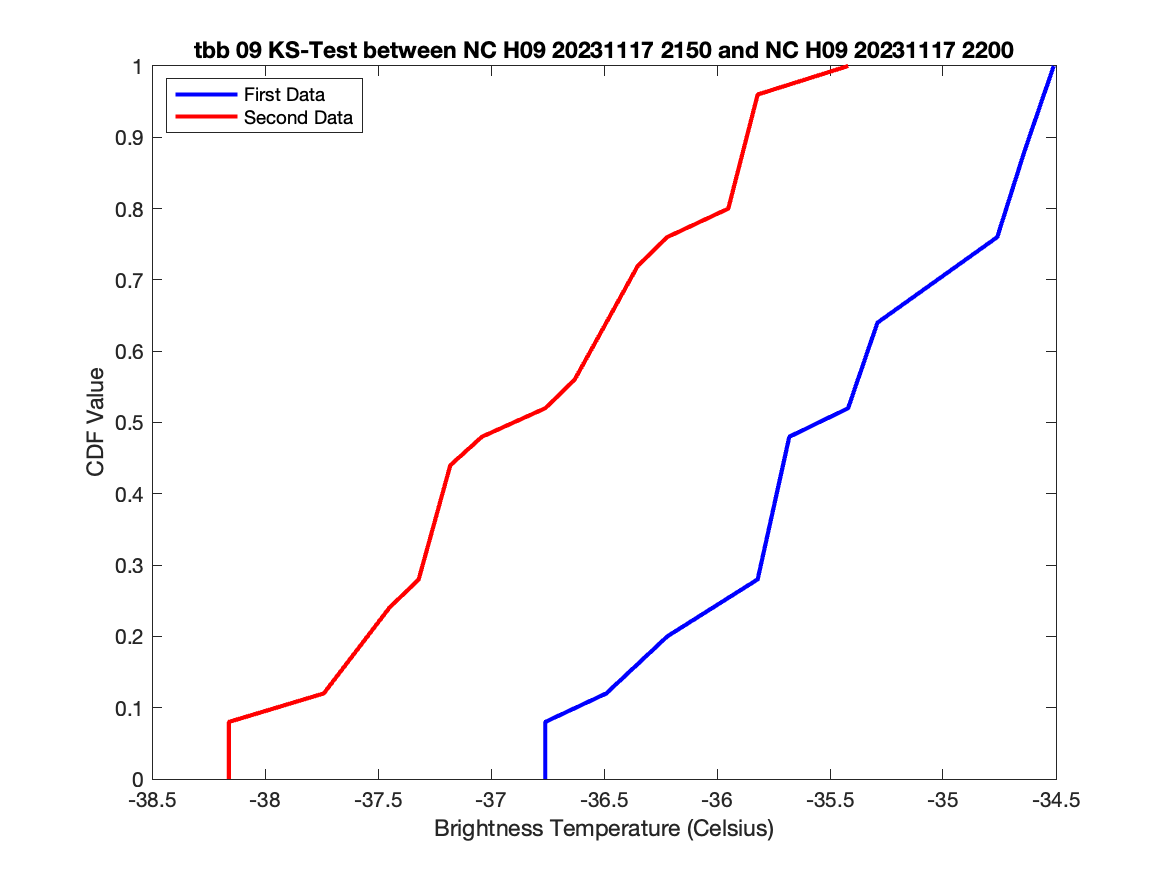 tbb 09 KS-Test between NC H09 20231117 2150 and NC H09 20231117 2200
First Data
Second Data
1
0.9
0.8
0.7
0.6
0.5
0.4
0.3
0.2
0.1
0
CDF Value
-38.5 -38 -37.5 -37 -36.5 -36 -35.5 -35 -34.5
Brightness Temperature (Celsius)